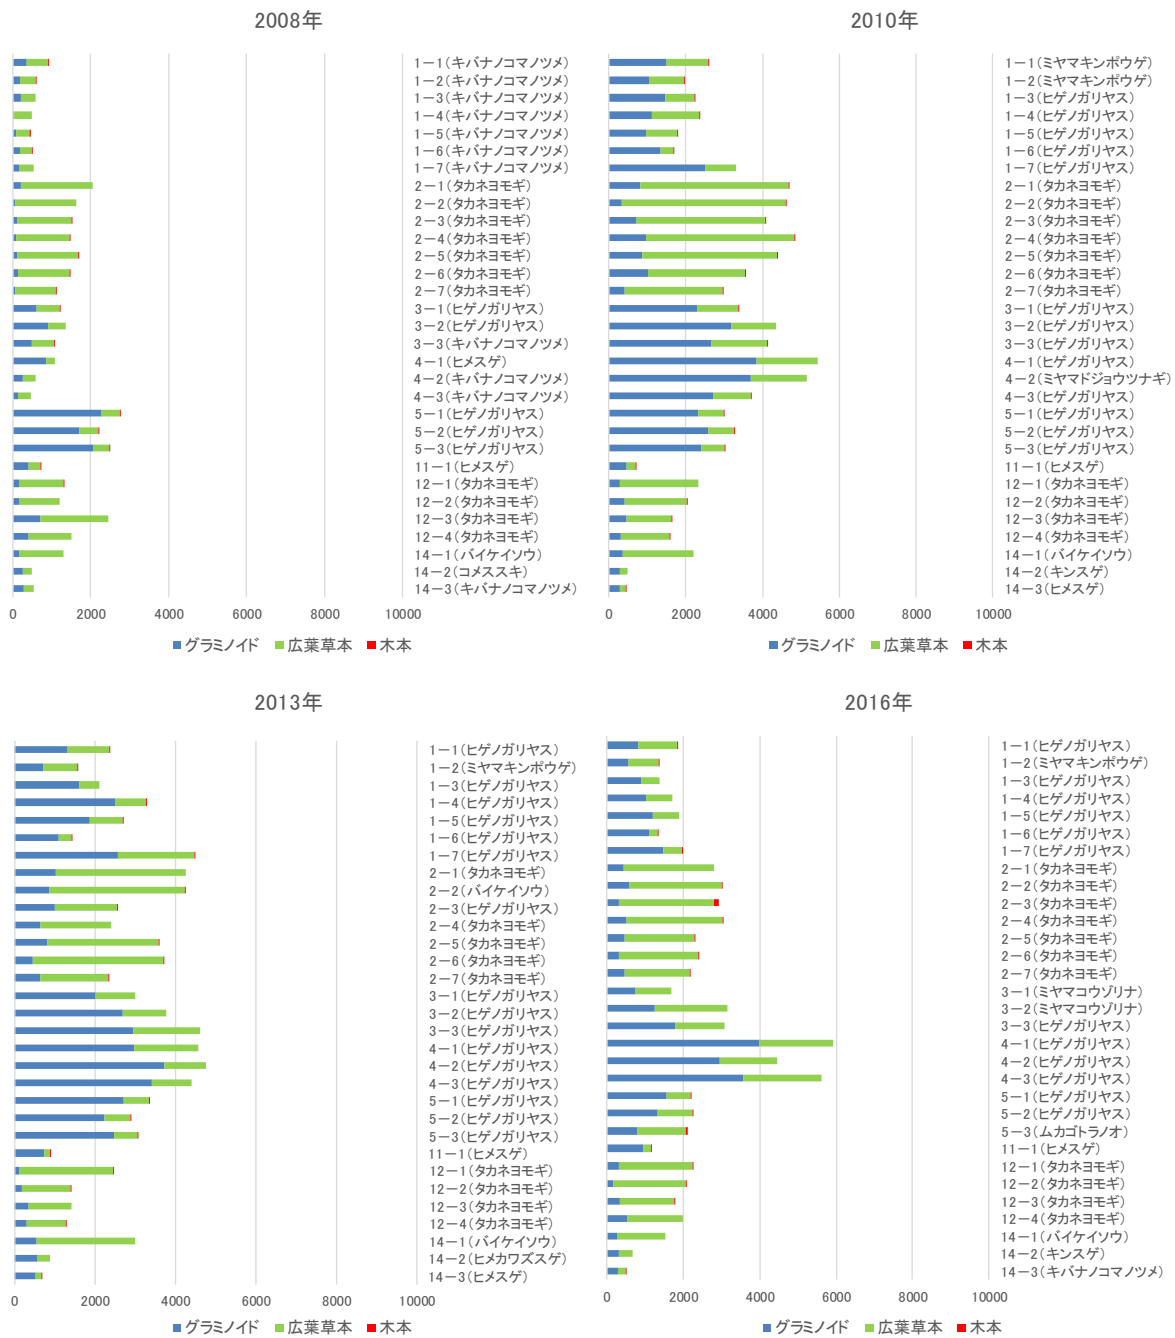 2008年
1－1（キバナノコマノツメ）
1－2（キバナノコマノツメ）
1－3（キバナノコマノツメ）
1－4（キバナノコマノツメ）
1－5（キバナノコマノツメ）
1－6（キバナノコマノツメ）
1－7（キバナノコマノツメ）
2－1（タカネヨモギ）
2－2（タカネヨモギ）
2－3（タカネヨモギ）
2－4（タカネヨモギ）
2－5（タカネヨモギ）
2－6（タカネヨモギ）
2－7（タカネヨモギ）
3－1（ヒゲノガリヤス）
3－2（ヒゲノガリヤス）
3－3（キバナノコマノツメ）
4－1（ヒメスゲ）
4－2（キバナノコマノツメ）
4－3（キバナノコマノツメ）
5－1（ヒゲノガリヤス）
5－2（ヒゲノガリヤス）
5－3（ヒゲノガリヤス）
11－1（ヒメスゲ）
12－1（タカネヨモギ）
12－2（タカネヨモギ）
12－3（タカネヨモギ）
12－4（タカネヨモギ）
14－1（バイケイソウ）
14－2（コメススキ）
14－3（キバナノコマノツメ）
0 2000 4000 6000 8000 10000
グラミノイド 広葉草本 木本
2010年
1－1（ミヤマキンポウゲ）
1－2（ミヤマキンポウゲ）
1－3（ヒゲノガリヤス）
1－4（ヒゲノガリヤス）
1－5（ヒゲノガリヤス）
1－6（ヒゲノガリヤス）
1－7（ヒゲノガリヤス）
2－1（タカネヨモギ）
2－2（タカネヨモギ）
2－3（タカネヨモギ）
2－4（タカネヨモギ）
2－5（タカネヨモギ）
2－6（タカネヨモギ）
2－7（タカネヨモギ）
3－1（ヒゲノガリヤス）
3－2（ヒゲノガリヤス）
3－3（ヒゲノガリヤス）
4－1（ヒゲノガリヤス）
4－2（ミヤマドジョウツナギ）
4－3（ヒゲノガリヤス）
5－1（ヒゲノガリヤス）
5－2（ヒゲノガリヤス）
5－3（ヒゲノガリヤス）
11－1（ヒメスゲ）
12－1（タカネヨモギ）
12－2（タカネヨモギ）
12－3（タカネヨモギ）
12－4（タカネヨモギ）
14－1（バイケイソウ）
14－2（キンスゲ）
14－3（ヒメスゲ）
0 2000 4000 6000 8000 10000
グラミノイド 広葉草本 木本
2013年
1－1（ヒゲノガリヤス）
1－2（ミヤマキンポウゲ）
1－3（ヒゲノガリヤス）
1－4（ヒゲノガリヤス）
1－5（ヒゲノガリヤス）
1－6（ヒゲノガリヤス）
1－7（ヒゲノガリヤス）
2－1（タカネヨモギ）
2－2（バイケイソウ）
2－3（ヒゲノガリヤス）
2－4（タカネヨモギ）
2－5（タカネヨモギ）
2－6（タカネヨモギ）
2－7（タカネヨモギ）
3－1（ヒゲノガリヤス）
3－2（ヒゲノガリヤス）
3－3（ヒゲノガリヤス）
4－1（ヒゲノガリヤス）
4－2（ヒゲノガリヤス）
4－3（ヒゲノガリヤス）
5－1（ヒゲノガリヤス）
5－2（ヒゲノガリヤス）
5－3（ヒゲノガリヤス）
11－1（ヒメスゲ）
12－1（タカネヨモギ）
12－2（タカネヨモギ）
12－3（タカネヨモギ）
12－4（タカネヨモギ）
14－1（バイケイソウ）
14－2（ヒメカワズスゲ）
14－3（ヒメスゲ）
0 2000 4000 6000 8000 10000
グラミノイド 広葉草本 木本
2016年
1－1（ヒゲノガリヤス）
1－2（ミヤマキンポウゲ）
1－3（ヒゲノガリヤス）
1－4（ヒゲノガリヤス）
1－5（ヒゲノガリヤス）
1－6（ヒゲノガリヤス）
1－7（ヒゲノガリヤス）
2－1（タカネヨモギ）
2－2（タカネヨモギ）
2－3（タカネヨモギ）
2－4（タカネヨモギ）
2－5（タカネヨモギ）
2－6（タカネヨモギ）
2－7（タカネヨモギ）
3－1（ミヤマコウゾリナ）
3－2（ミヤマコウゾリナ）
3－3（ヒゲノガリヤス）
4－1（ヒゲノガリヤス）
4－2（ヒゲノガリヤス）
4－3（ヒゲノガリヤス）
5－1（ヒゲノガリヤス）
5－2（ヒゲノガリヤス）
5－3（ムカゴトラノオ）
11－1（ヒメスゲ）
12－1（タカネヨモギ）
12－2（タカネヨモギ）
12－3（タカネヨモギ）
12－4（タカネヨモギ）
14－1（バイケイソウ）
14－2（キンスゲ）
14－3（キバナノコマノツメ）
0 2000 4000 6000 8000 10000
グラミノイド 広葉草本 木本